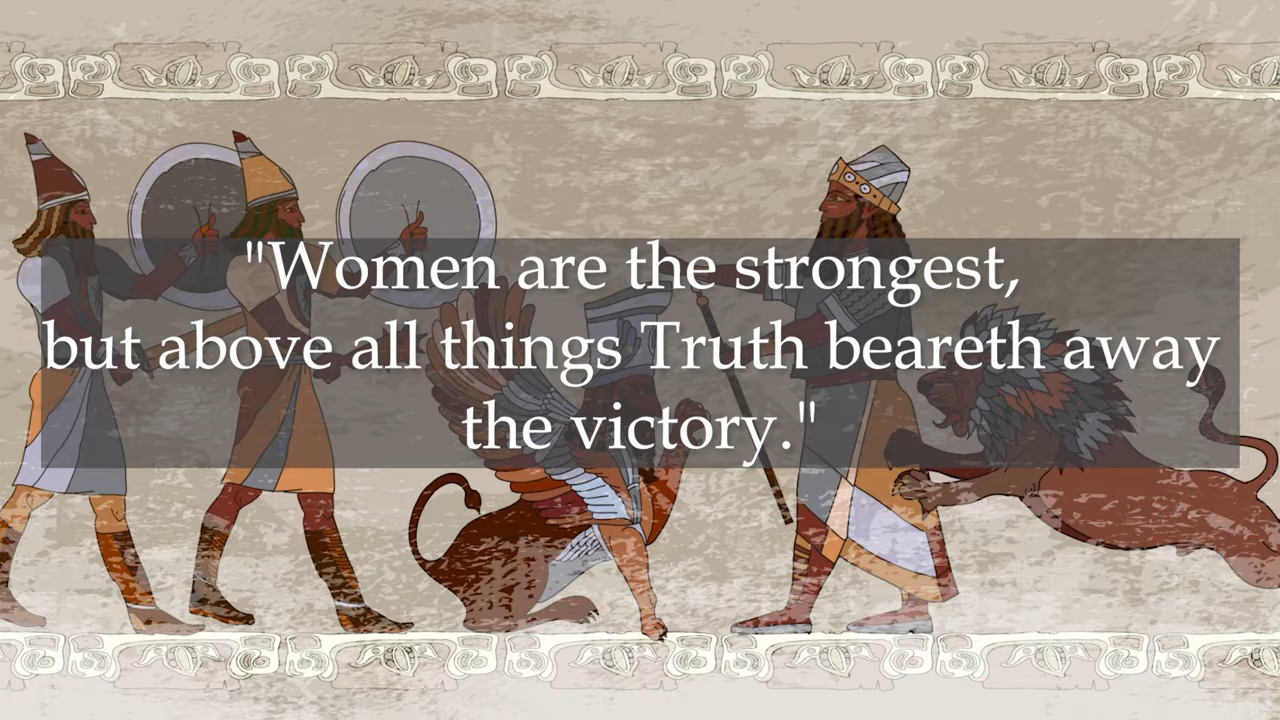 "Women are the strongest,
but above all things Truth beareth away
the victory."